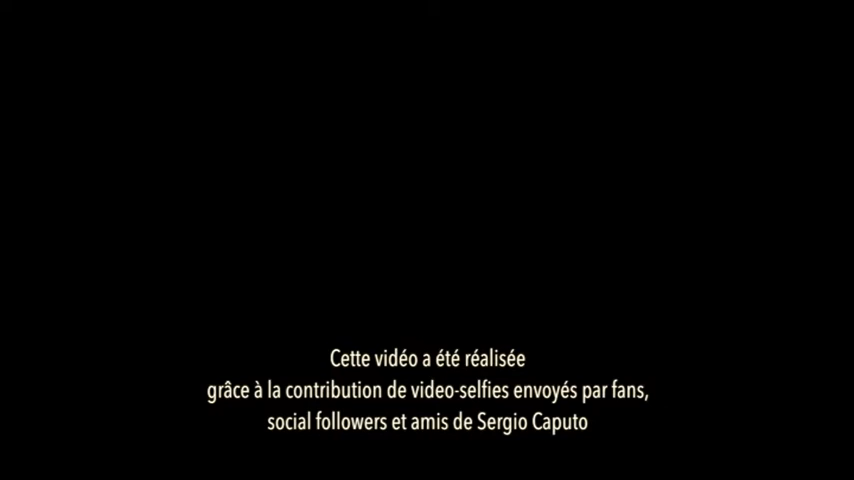 Cette vidéo a été réalisée
grâce à la contribution de video-selfies envoyés par fans,
social followers et amis de Sergio Caputo